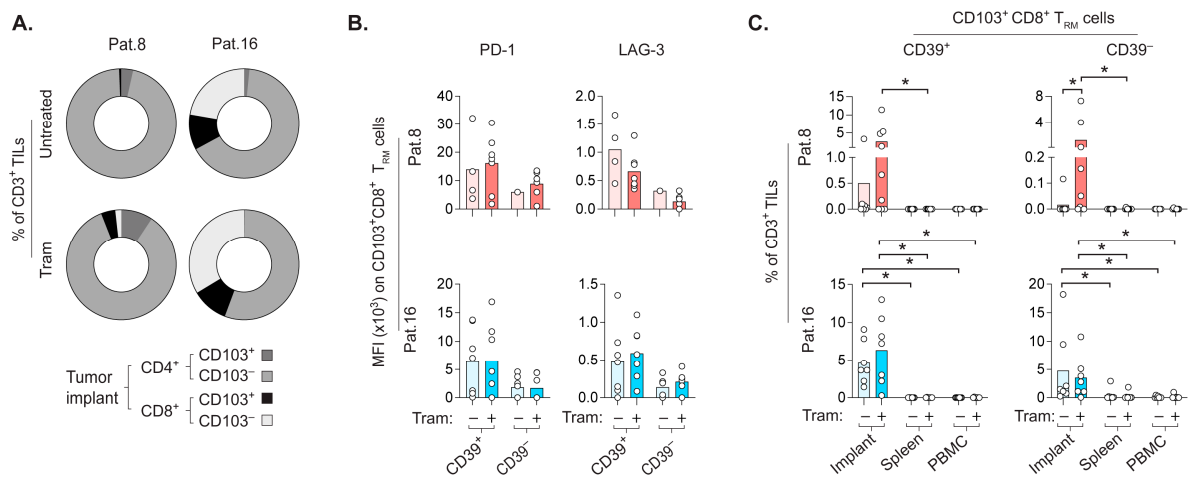 A.
Pat.8 Pat.16
% of CD3⁺ TILs
Untreated
Tram
Tumor implant
CD4⁺
CD103⁺
CD103⁻
CD8⁺
CD103⁺
CD103⁻
B.
PD-1 LAG-3
MFI (x10³) on CD103⁺CD8⁺ T_RM cells
Pat.8
40
30
20
10
0
2.0
1.5
1.0
0.5
0.0
Pat.16
20
15
10
5
0
1.5
1.0
0.5
0.0
Tram: – + – + – + – +
CD39⁺ CD39⁻ CD39⁺ CD39⁻
C.
CD103⁺ CD8⁺ T_RM cells
CD39⁺ CD39⁻
% of CD3⁺ TILs
Pat.8
* * *
15
10
5
1.0
0.5
0.0
8
4
0.2
0.1
0.0
Pat.16
* * * *
* * * *
15
10
5
0
20
15
10
5
0
Tram: – + – + – + Tram: – + – + – +
Implant Spleen PBMC Implant Spleen PBMC